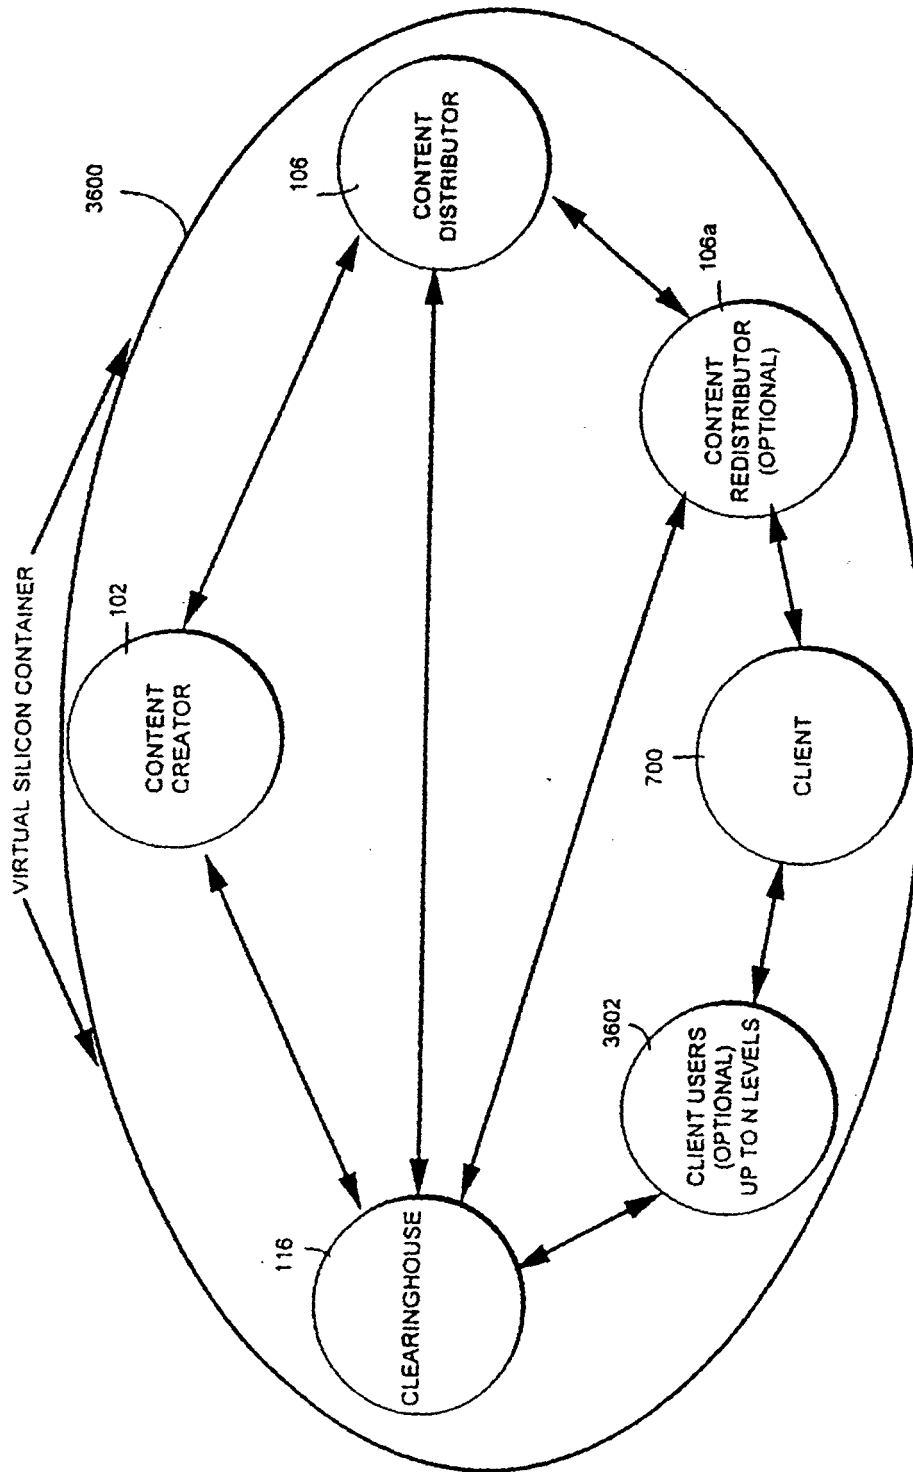 VIRTUAL SILICON CONTAINER
3600
102
CONTENT
CREATOR
106
CONTENT
DISTRIBUTOR
116
CLEARINGHOUSE
106a
CONTENT
REDISTRIBUTOR
(OPTIONAL)
3602
CLIENT USERS
(OPTIONAL)
UP TO N LEVELS
700
CLIENT